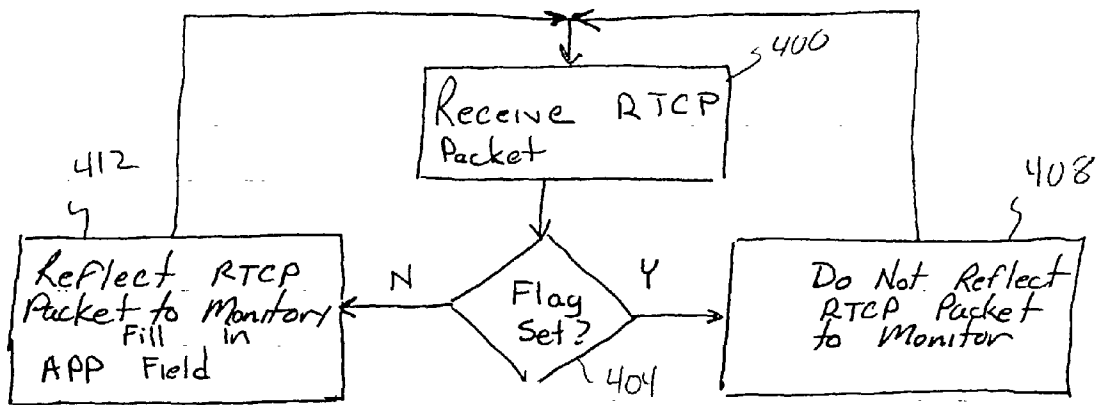 400
Receive RTCP
Packet
412
Reflect RTCP
Packet to Monitory
Fill in
APP Field
N
Flag
Set?
404
Y
408
Do Not Reflect
RTCP Packet
to Monitor